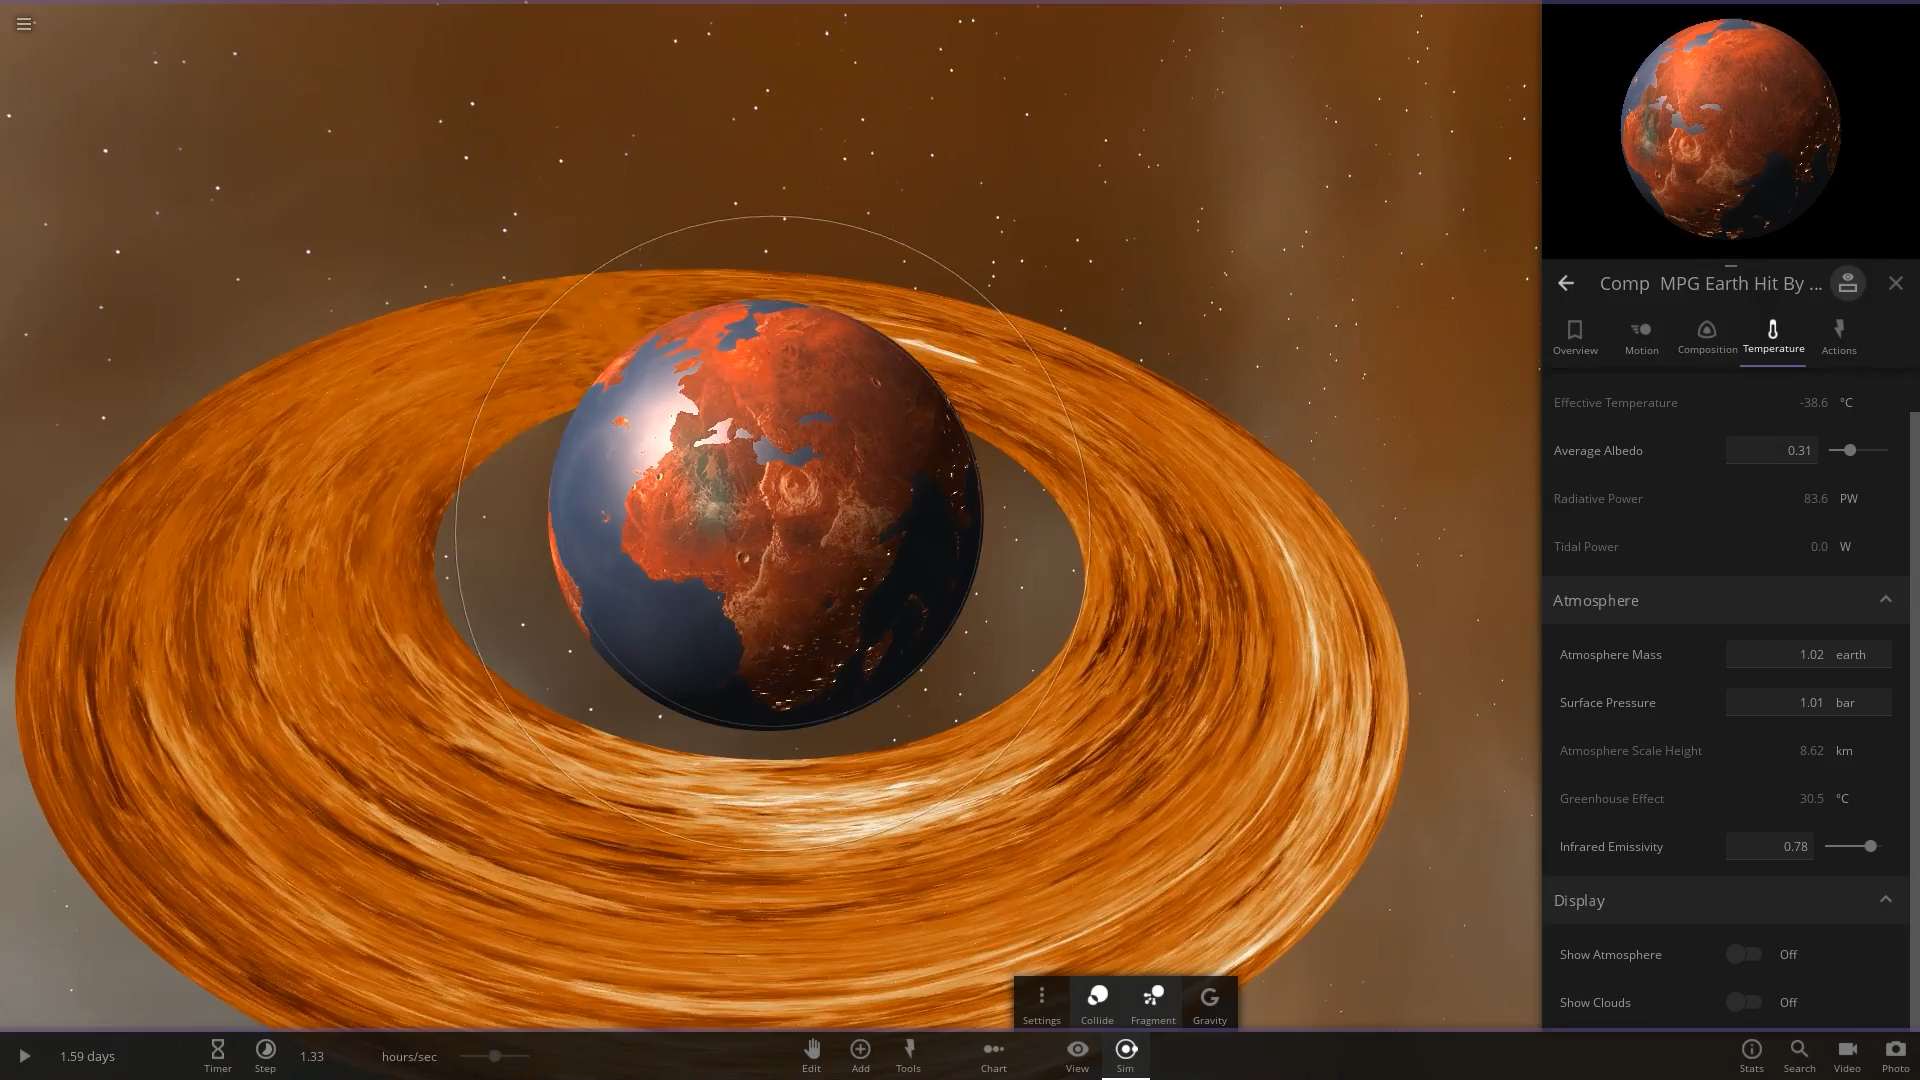 Comp MPG Earth Hit By ...
Overview Motion Composition Temperature Actions
Effective Temperature -38.6 °C
Average Albedo 0.31
Radiative Power 83.6 PW
Tidal Power 0.0 W
Atmosphere
Atmosphere Mass 1.02 earth
Surface Pressure 1.01 bar
Atmosphere Scale Height 8.62 km
Greenhouse Effect 30.5 °C
Infrared Emissivity 0.78
Display
Show Atmosphere Off
Show Clouds Off
Settings Collide Fragment Gravity
1.59 days Timer Step 1.33 hours/sec Edit Add Tools Chart View Sim Stats Search Video Photo